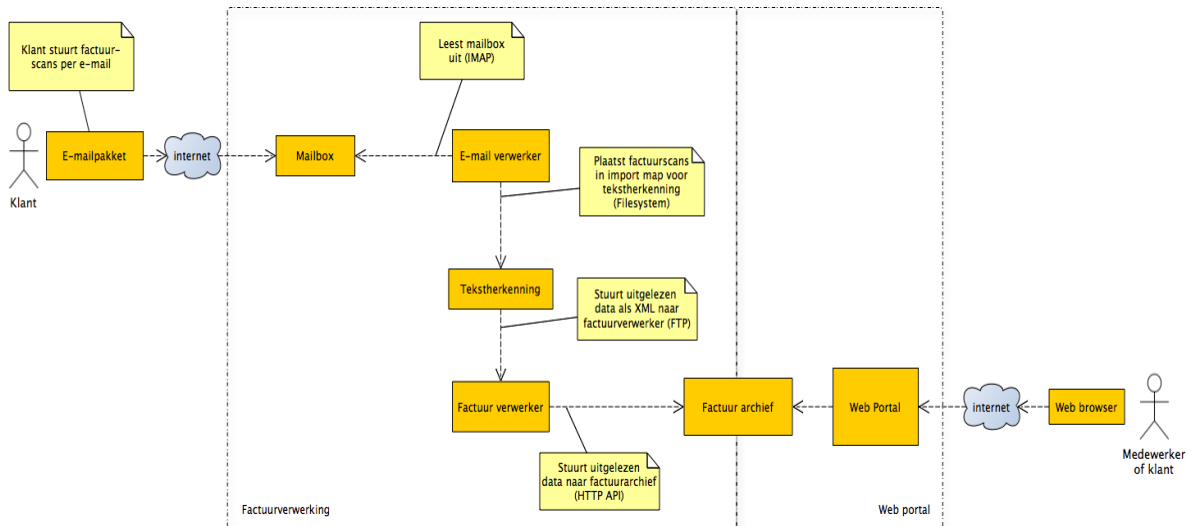 Klant stuurt factuur-
scans per e-mail
Leest mailbox
uit (IMAP)
Klant
E-mailpakket
internet
Mailbox
E-mail verwerker
Plaatst factuurscans
in import map voor
tekstherkenning
(Filesystem)
Tekstherkenning
Stuurt uitgelezen
data als XML naar
factuurverwerker (FTP)
Factuur verwerker
Factuur archief
Web Portal
internet
Web browser
Medewerker
of klant
Stuurt uitgelezen
data naar factuurarchief
(HTTP API)
Factuurverwerking
Web portal